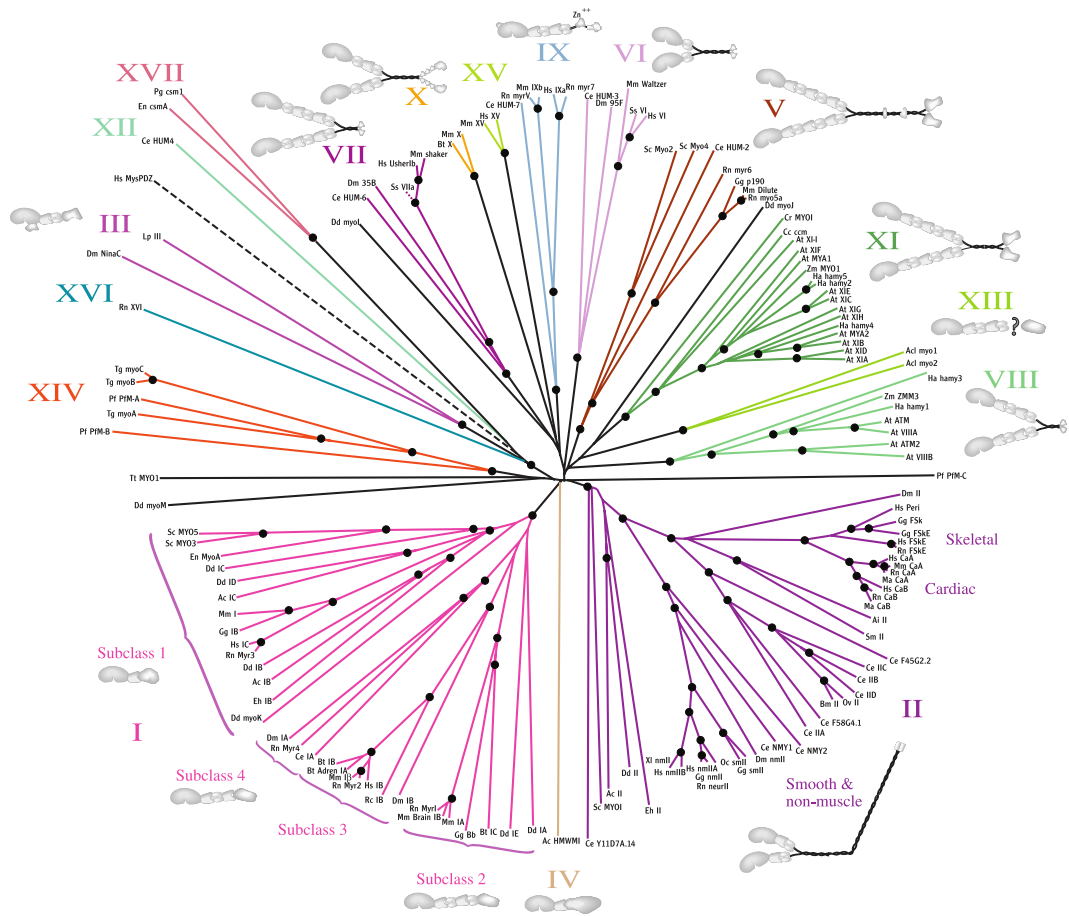 Zn ++
IX
VI
XVII
XV
X
V
XII
VII
III
XI
XVI
XIII
?
XIV
VIII
Pg csm1
En csmA
Ce HUM4
Hs MysPDZ
Lp III
Dm NinaC
Rn XVI
Tg myoC
Tg myoB
Pf PfM-A
Tg myoA
Pf PfM-B
Tt MYO1
Dd myoM
Dd myoI
Ce HUM-6
Dm 35B
Ss VIIa
Hs UsherIb
Mm shaker
Bt X
Mm X
Mm XV
Hs XV
Ce HUM-7
Rn myrV
Mm IXb
Hs IXa
Rn myr7
Ce HUM-3
Dm 95F
Mm Waltzer
Ss VI
Hs VI
Sc Myo2
Sc Myo4
Ce HUM-2
Rn myr6
Gg p190
Mm Dilute
Rn myo5a
Dd myoJ
Cr MYOI
Cc ccm
At XI-I
At XIF
At MYA1
Zm MYO1
Ha hamy5
Ha hamy2
At XIE
At XIC
At XIG
At XIH
Ha hamy4
At MYA2
At XIB
At XID
At XIA
Acl myo1
Acl myo2
Ha hamy3
Zm ZMM3
Ha hamy1
At ATM
At VIIIA
At ATM2
At VIIIB
Pf PfM-C
Dm II
Hs Peri
Gg FSk
Gg FSkE
Hs FSkE
Rn FSkE
Skeletal
Hs CaA
Mm CaA
Rn CaA
Ma CaA
Hs CaB
Rn CaB
Ma CaB
Cardiac
Ai II
Sm II
Ce F45G2.2
Ce IIC
Ce IIB
Ce IID
Ov II
Bm II
Ce F58G4.1
Ce IIA
Ce NMY2
Ce NMY1
Dm nmII
II
Smooth &
non-muscle
Oc smII
Gg smII
Hs nmIIA
Gg nmII
Rn neurII
Xl nmII
Hs nmIIB
Eh II
Dd II
Ac II
Sc MYOI
Ce Y11D7A.14
Ac HMWMI
IV
Dd IA
Dd IE
Bt IC
Gg Bb
Mm IA
Mm Brain IB
Rn MyrI
Dm IB
Rc IB
Hs IB
Rn Myr2
Mm IB
Bt Adren IA
Bt IB
Ce IA
Rn Myr4
Dm IA
Dd myoK
Eh IB
Ac IB
Dd IB
Rn Myr3
Hs IC
Gg IB
Mm I
Ac IC
Dd ID
Dd IC
En MyoA
Sc MYO3
Sc MYO5
Subclass 1
I
Subclass 4
Subclass 3
Subclass 2